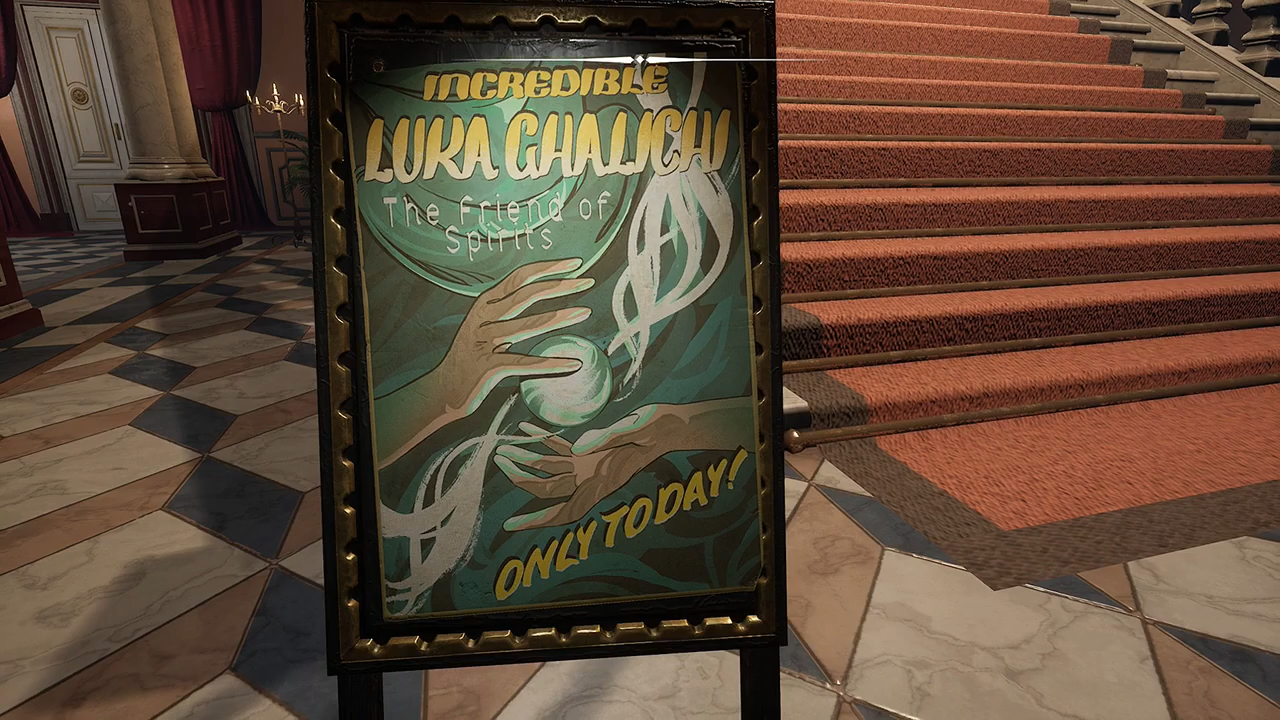 INCREDIBLE
LUKA GHALICHI
The Friend of
Spirits
ONLY TODAY!